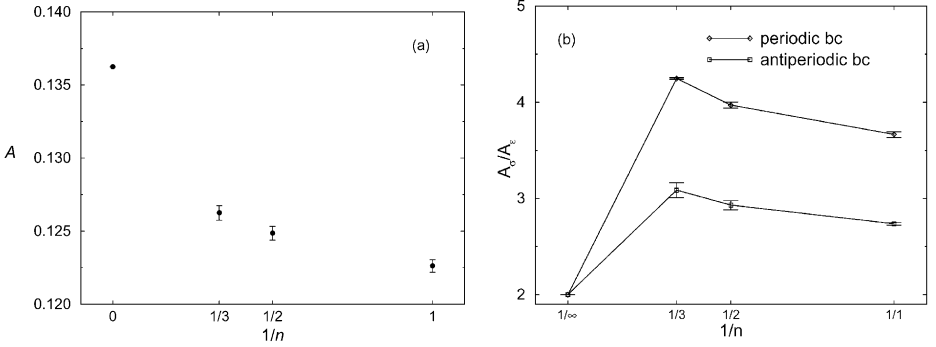 0.140
0.135
0.130
0.125
0.120
A
(a)
0
1/3
1/2
1
1/n
5
4
3
2
Aσ/Aε
(b)
periodic bc
antiperiodic bc
1/∞
1/3
1/2
1/1
1/n